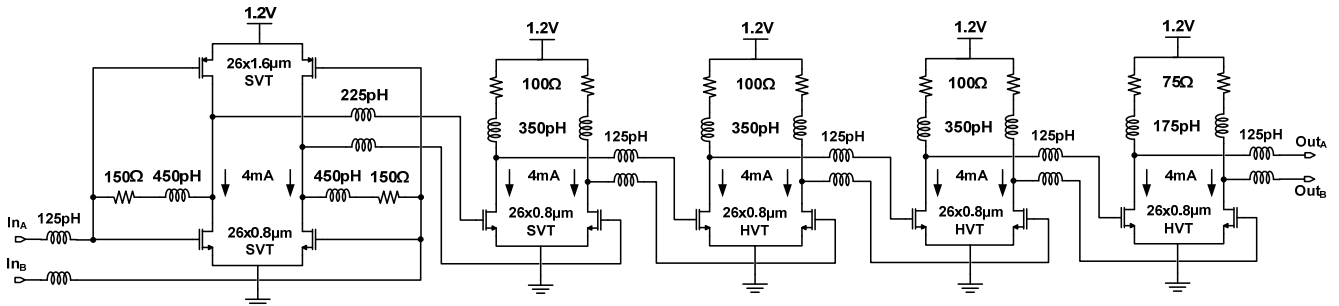 1.2V
26x1.6μm
SVT
225pH
150Ω
450pH
4mA
450pH
150Ω
InA
125pH
26x0.8μm
SVT
InB
1.2V
100Ω
350pH
125pH
4mA
26x0.8μm
SVT
1.2V
100Ω
350pH
125pH
4mA
26x0.8μm
HVT
1.2V
100Ω
350pH
125pH
4mA
26x0.8μm
HVT
1.2V
75Ω
175pH
125pH
OutA
OutB
4mA
26x0.8μm
HVT